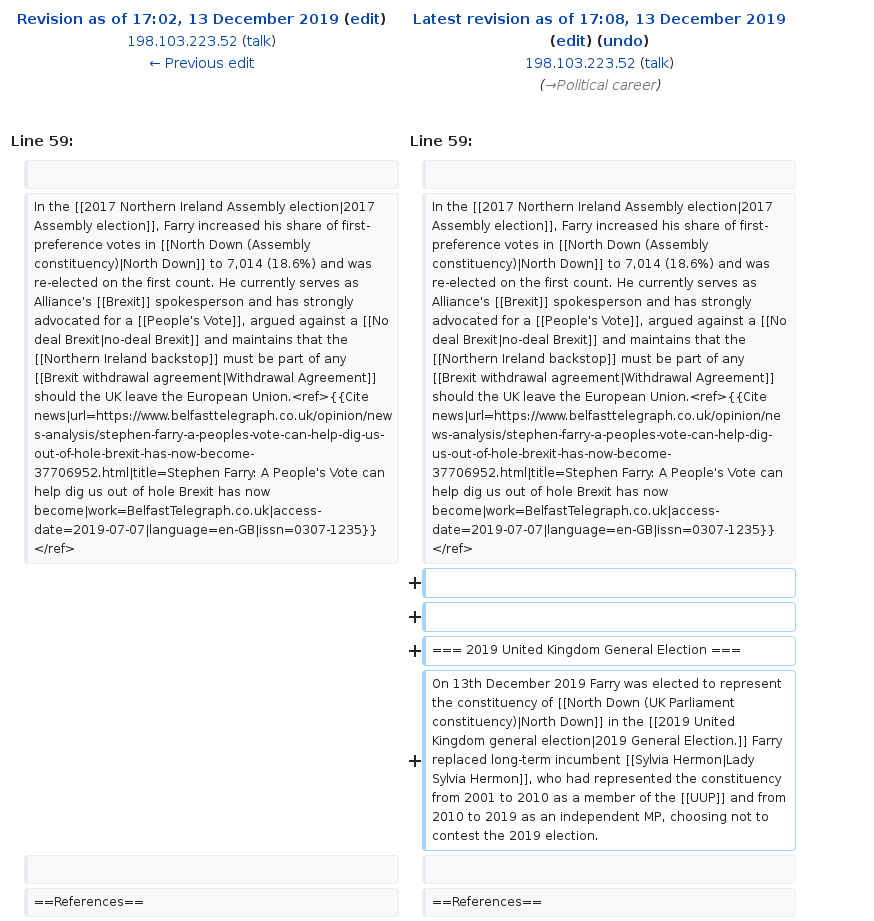 Revision as of 17:02, 13 December 2019 (edit)
198.103.223.52 (talk)
← Previous edit
Latest revision as of 17:08, 13 December 2019
(edit) (undo)
198.103.223.52 (talk)
(→Political career)
Line 59:
Line 59:
In the [[2017 Northern Ireland Assembly election|2017
Assembly election]], Farry increased his share of first-
preference votes in [[North Down (Assembly
constituency)|North Down]] to 7,014 (18.6%) and was
re-elected on the first count. He currently serves as
Alliance's [[Brexit]] spokesperson and has strongly
advocated for a [[People's Vote]], argued against a [[No
deal Brexit|no-deal Brexit]] and maintains that the
[[Northern Ireland backstop]] must be part of any
[[Brexit withdrawal agreement|Withdrawal Agreement]]
should the UK leave the European Union.<ref>{{Cite
news|url=https://www.belfasttelegraph.co.uk/opinion/new
s-analysis/stephen-farry-a-peoples-vote-can-help-dig-us-
out-of-hole-brexit-has-now-become-
37706952.html|title=Stephen Farry: A People's Vote can
help dig us out of hole Brexit has now
become|work=BelfastTelegraph.co.uk|access-
date=2019-07-07|language=en-GB|issn=0307-1235}}
</ref>
In the [[2017 Northern Ireland Assembly election|2017
Assembly election]], Farry increased his share of first-
preference votes in [[North Down (Assembly
constituency)|North Down]] to 7,014 (18.6%) and was
re-elected on the first count. He currently serves as
Alliance's [[Brexit]] spokesperson and has strongly
advocated for a [[People's Vote]], argued against a [[No
deal Brexit|no-deal Brexit]] and maintains that the
[[Northern Ireland backstop]] must be part of any
[[Brexit withdrawal agreement|Withdrawal Agreement]]
should the UK leave the European Union.<ref>{{Cite
news|url=https://www.belfasttelegraph.co.uk/opinion/ne
ws-analysis/stephen-farry-a-peoples-vote-can-help-dig-
us-out-of-hole-brexit-has-now-become-
37706952.html|title=Stephen Farry: A People's Vote can
help dig us out of hole Brexit has now
become|work=BelfastTelegraph.co.uk|access-
date=2019-07-07|language=en-GB|issn=0307-1235}}
</ref>
+
+
+ === 2019 United Kingdom General Election ===
On 13th December 2019 Farry was elected to represent
the constituency of [[North Down (UK Parliament
constituency)|North Down]] in the [[2019 United
Kingdom general election|2019 General Election.]] Farry
+ replaced long-term incumbent [[Sylvia Hermon|Lady
Sylvia Hermon]], who had represented the constituency
from 2001 to 2010 as a member of the [[UUP]] and from
2010 to 2019 as an independent MP, choosing not to
contest the 2019 election.
==References==
==References==